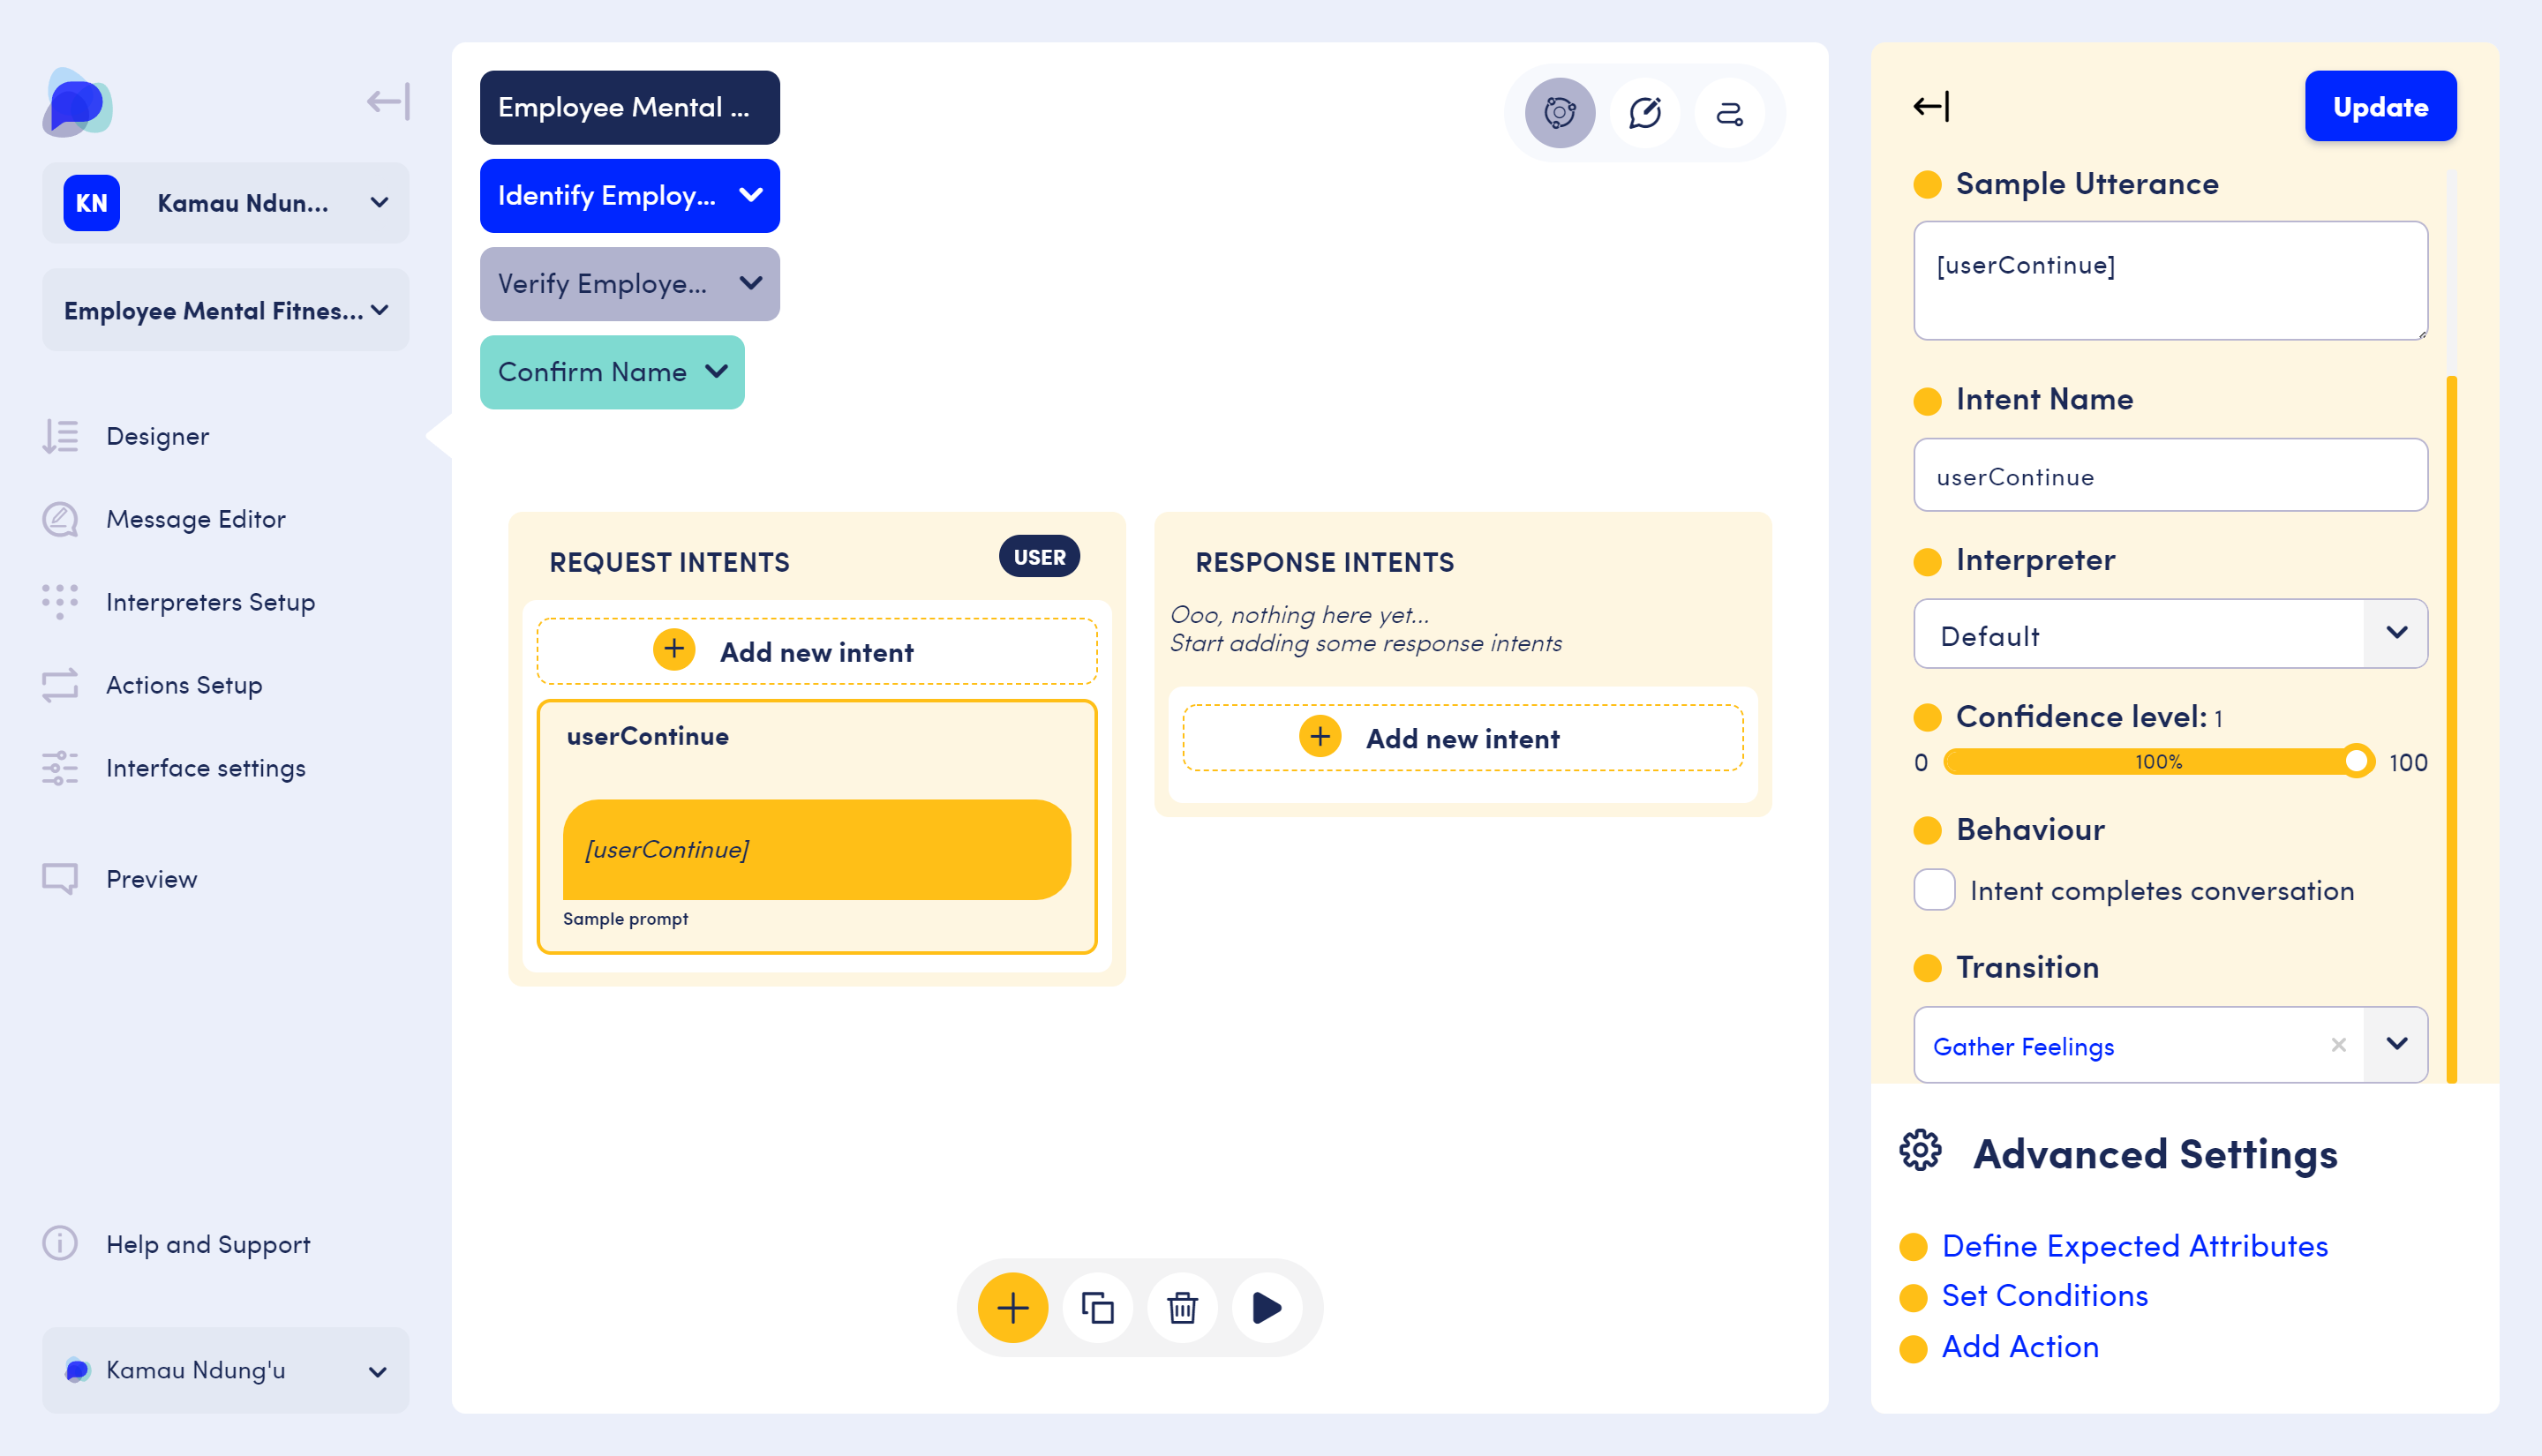 KN
Kamau Ndun...
Employee Mental Fitnes...
Designer
Message Editor
Interpreters Setup
Actions Setup
Interface settings
Preview
Help and Support
Kamau Ndung'u
Employee Mental ...
Identify Employ...
Verify Employe...
Confirm Name
REQUEST INTENTS
USER
Add new intent
userContinue
[userContinue]
Sample prompt
RESPONSE INTENTS
Ooo, nothing here yet...
Start adding some response intents
Add new intent
Update
Sample Utterance
[userContinue]
Intent Name
userContinue
Interpreter
Default
Confidence level: 1
0 100% 100
Behaviour
Intent completes conversation
Transition
Gather Feelings
Advanced Settings
Define Expected Attributes
Set Conditions
Add Action